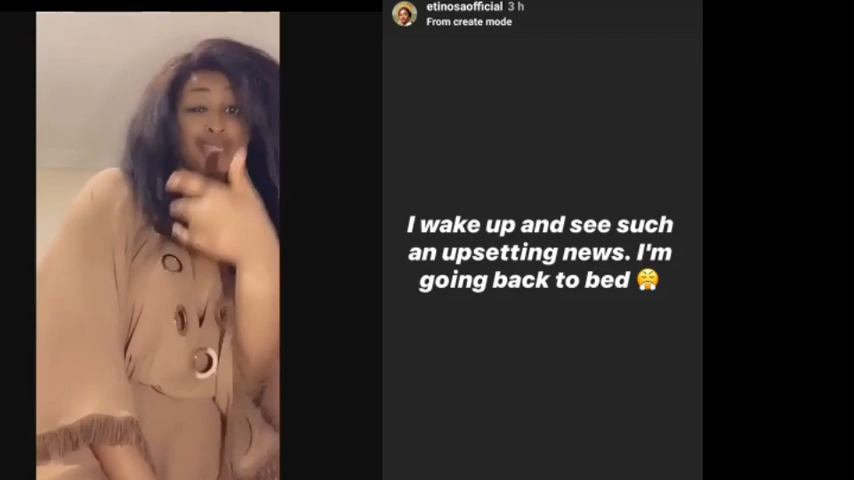 etinosaofficial 3 h
From create mode
I wake up and see such
an upsetting news. I'm
going back to bed 😤